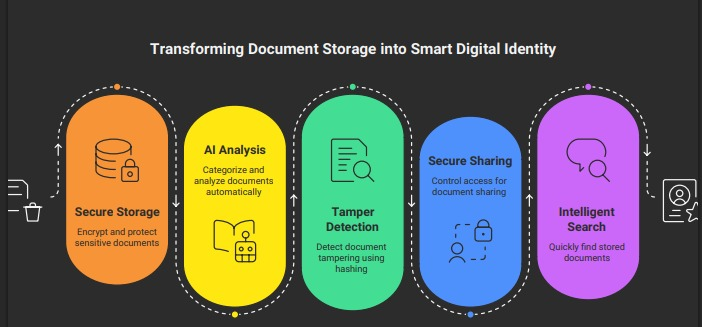 Transforming Document Storage into Smart Digital Identity
Secure Storage
Encrypt and protect
sensitive documents
AI Analysis
Categorize and
analyze documents
automatically
Tamper
Detection
Detect document
tampering using
hashing
Secure Sharing
Control access for
document sharing
Intelligent
Search
Quickly find stored
documents